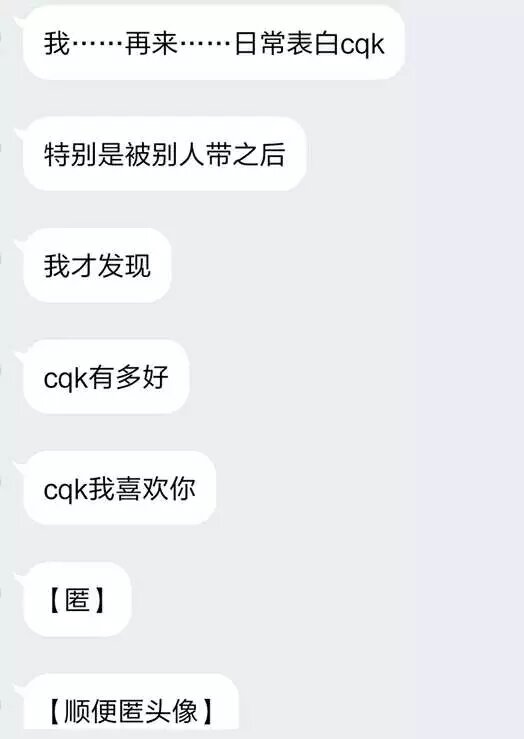 我……再来……日常表白cqk
特别是被别人带之后
我才发现
cqk有多好
cqk我喜欢你
【匿】
【顺便匿头像】